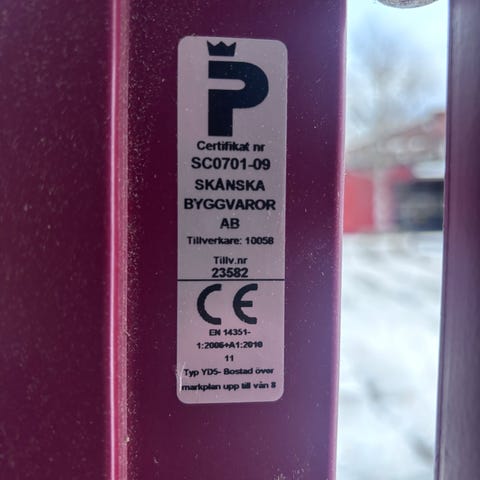 P
Certifikat nr
SC0701-09
SKÅNSKA
BYGGVAROR
AB
Tillverkare: 10058
Tillv.nr
23582
CE
EN 14351-
1:2006+A1:2010
11
Typ YD5- Bostad över
markplan upp till vån 8